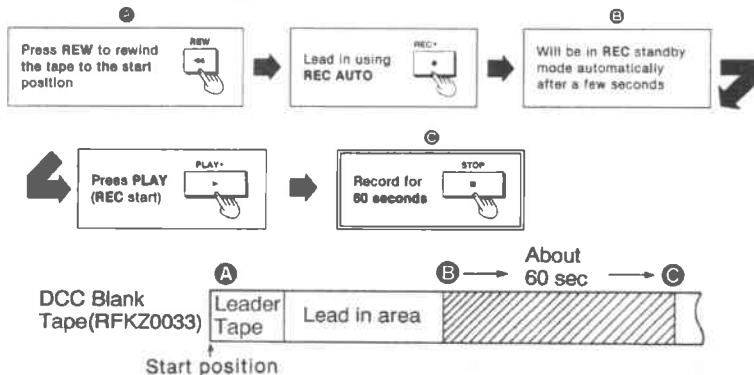 A
B
Press REW to rewind
the tape to the start
position
REW
Lead in using
REC AUTO
REC•
Will be in REC standby
mode automatically
after a few seconds
C
Press PLAY
(REC start)
PLAY•
Record for
60 seconds
STOP
DCC Blank
Tape(RFKZ0033)
A
Leader
Tape
Lead in area
B
About
60 sec
C
Start position